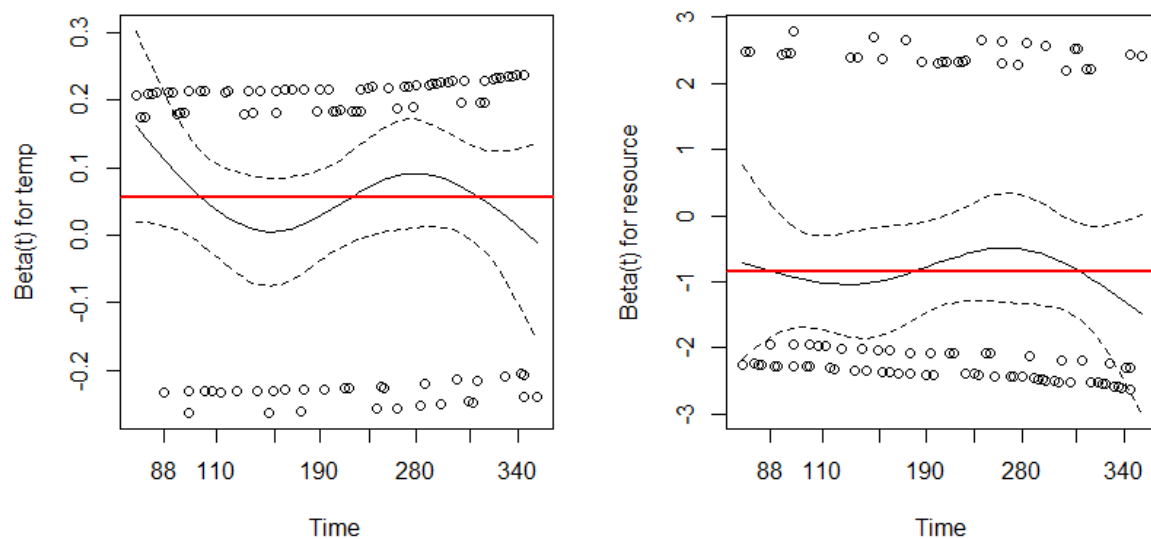 Beta(t) for temp
0.3
0.2
0.1
0.0
-0.1
-0.2
88 110 190 280 340
Time
Beta(t) for resource
3
2
1
0
-1
-2
-3
88 110 190 280 340
Time